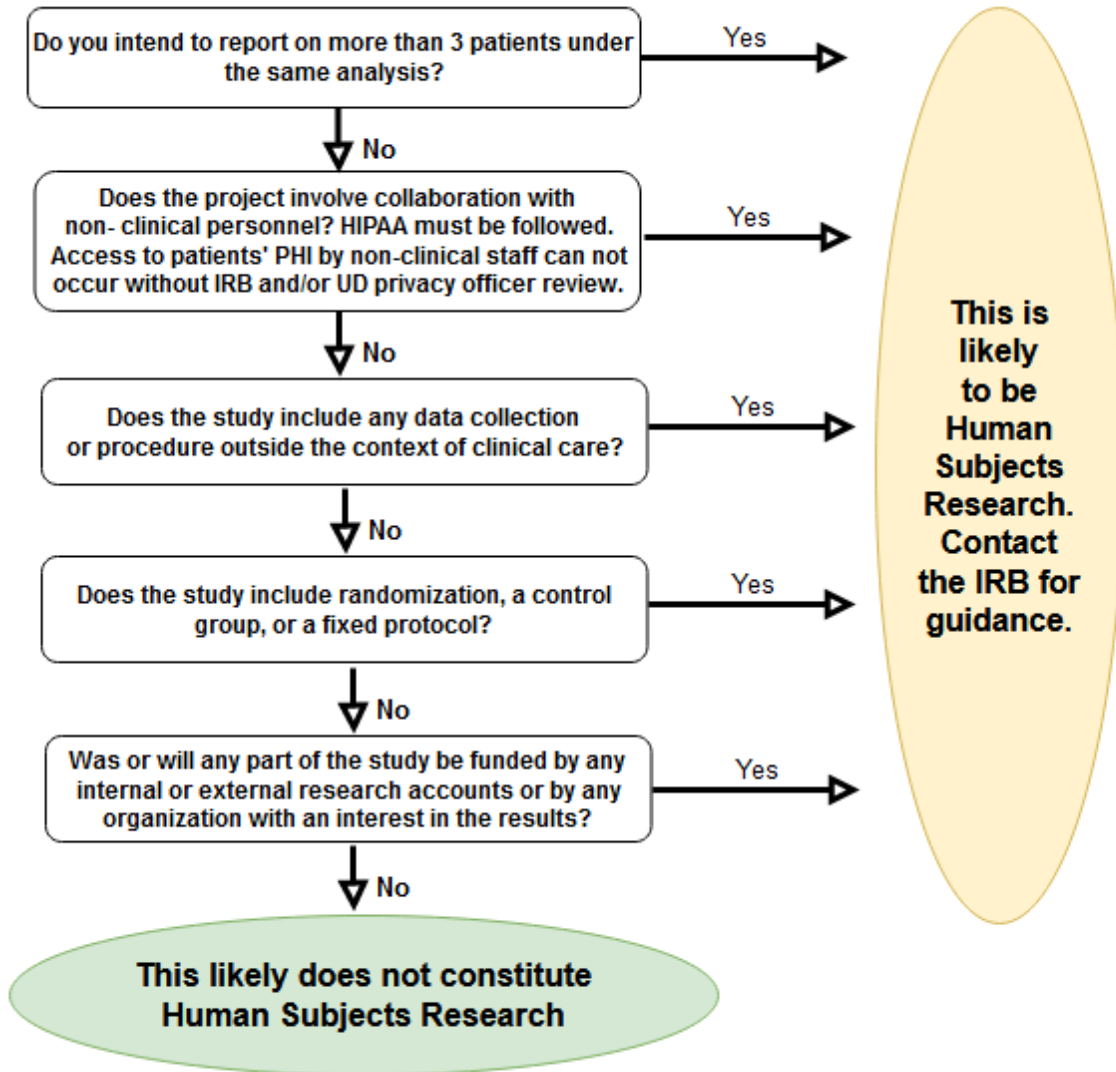 Do you intend to report on more than 3 patients under
the same analysis?
Yes
No
Does the project involve collaboration with
non- clinical personnel? HIPAA must be followed.
Access to patients' PHI by non-clinical staff can not
occur without IRB and/or UD privacy officer review.
Yes
No
Does the study include any data collection
or procedure outside the context of clinical care?
Yes
No
Does the study include randomization, a control
group, or a fixed protocol?
Yes
No
Was or will any part of the study be funded by any
internal or external research accounts or by any
organization with an interest in the results?
Yes
No
This likely does not constitute
Human Subjects Research
This is
likely
to be
Human
Subjects
Research.
Contact
the IRB for
guidance.